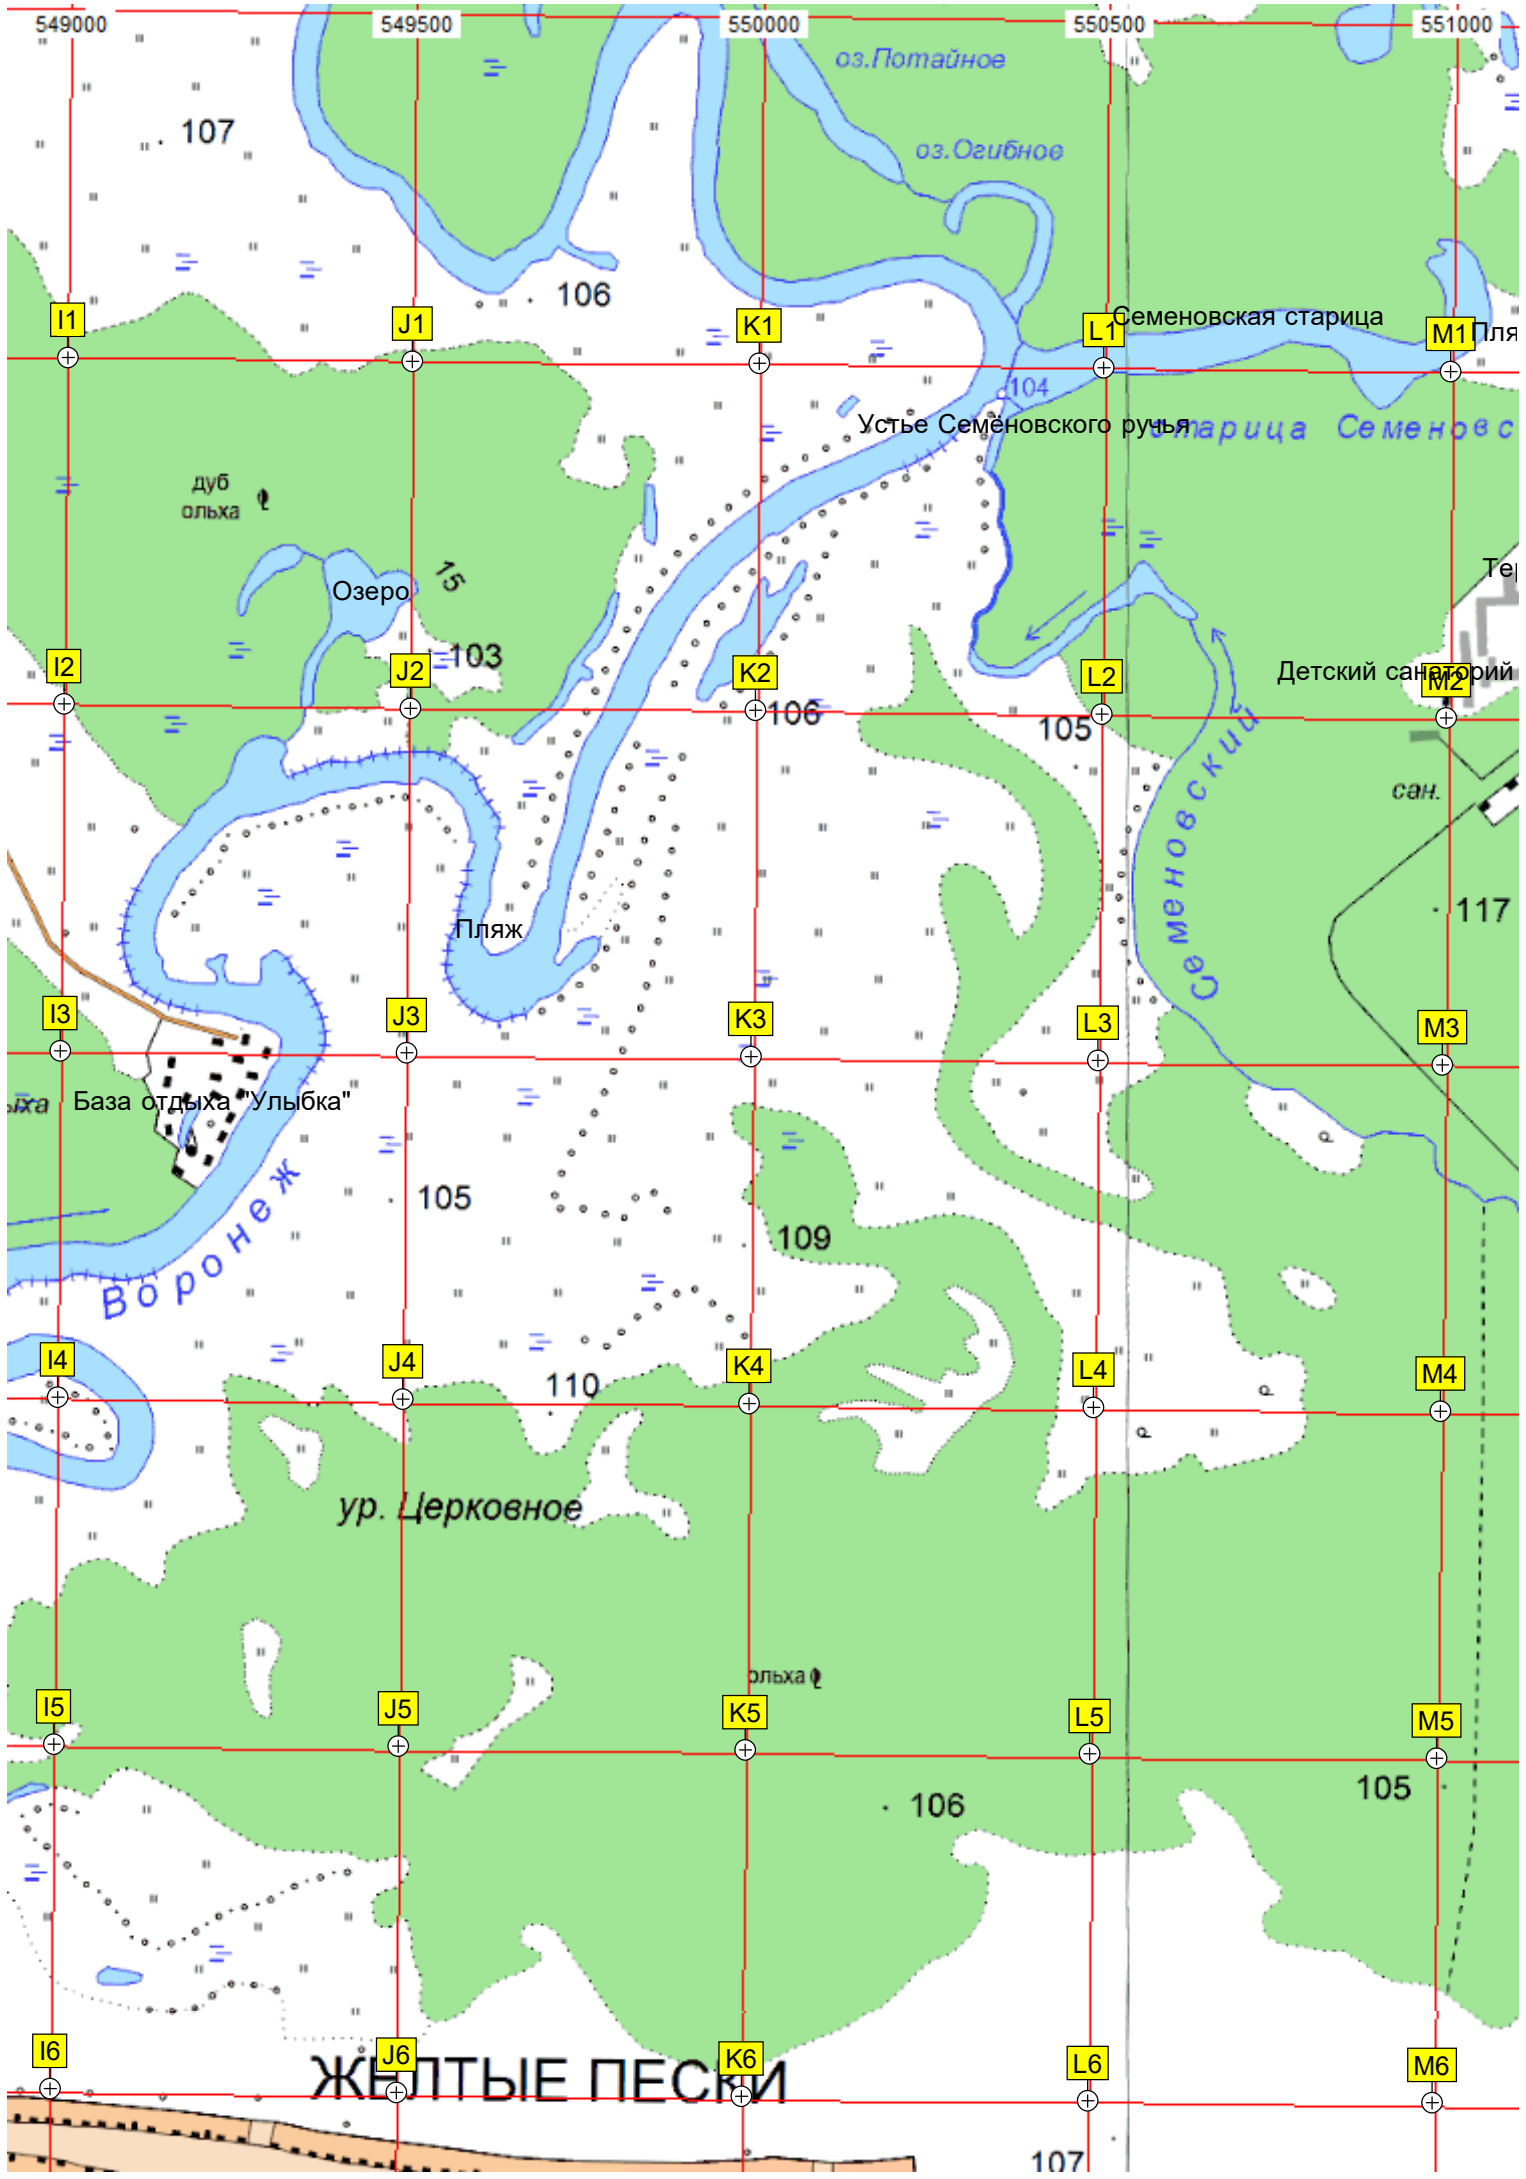 549000 549500 550000 550500 551000
оз.Потайное
107
оз.Огибное
106
I1 J1 K1 L1 Семеновская старица M1 Пля
104
Устье Семёновского ручья
старица Семеновс
дуб
ольха
15
Озеро
Тер
103
I2 J2 K2 L2 Детский санаторий M2
106
105
сан.
Семеновский
117
Пляж
I3 J3 K3 L3 M3
ыха База отдыха "Улыбка"
Воронеж
105
109
I4 J4 K4 L4 M4
110
ур. Церковное
ольха
I5 J5 K5 L5 M5
105
106
I6 J6 K6 L6 M6
ЖЕЛТЫЕ ПЕСКИ
107